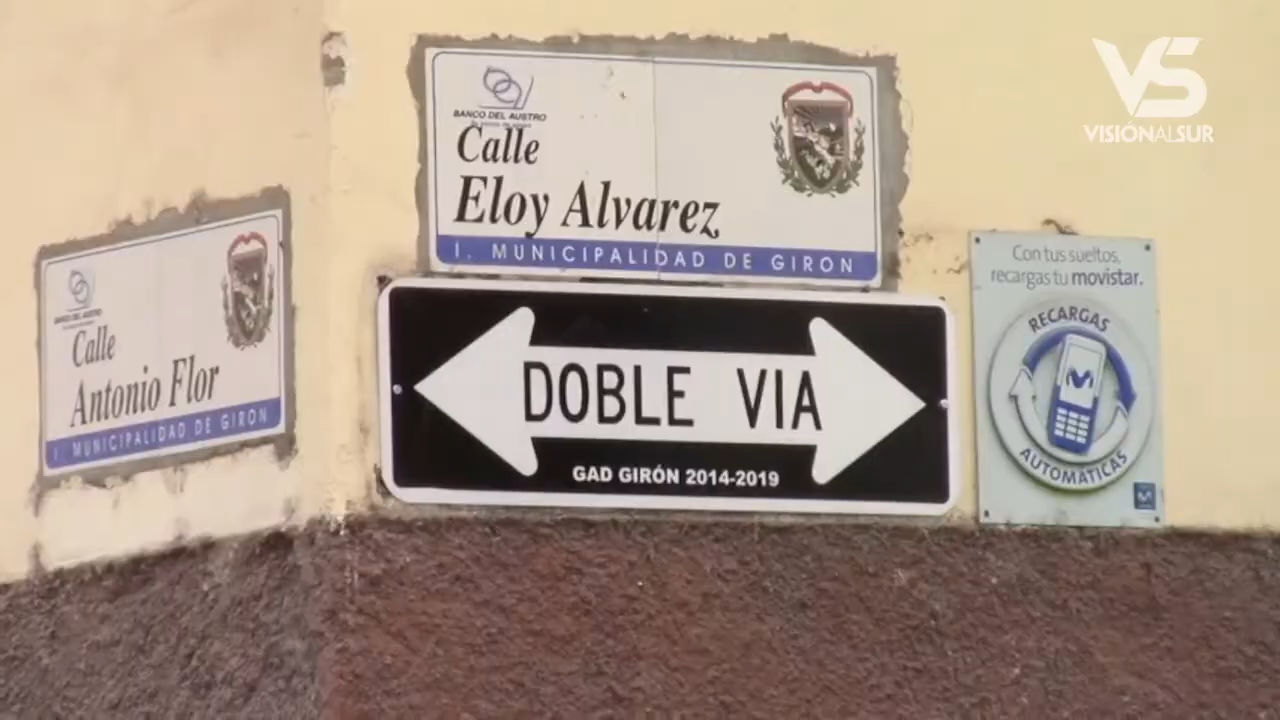 VS
VISIÓNALSUR
BANCO DEL AUSTRO
Calle
Eloy Alvarez
I. MUNICIPALIDAD DE GIRON
BANCO DEL AUSTRO
Calle
Antonio Flor
I. MUNICIPALIDAD DE GIRON
DOBLE VIA
GAD GIRÓN 2014-2019
Con tus sueltos,
recargas tu movistar.
RECARGAS
AUTOMÁTICAS